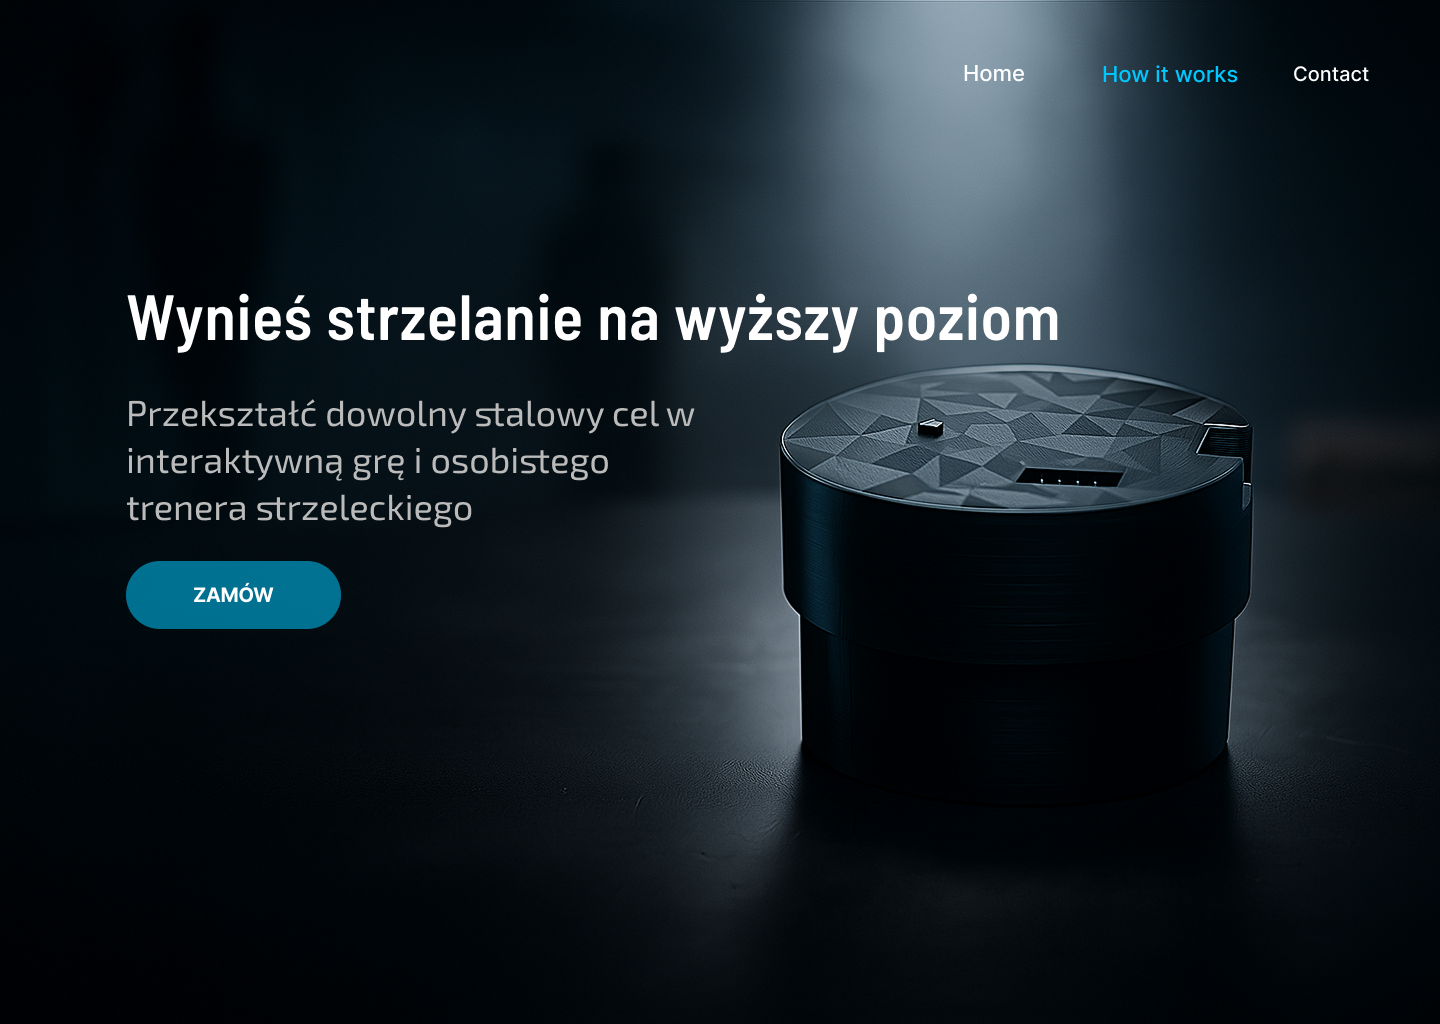 Home How it works Contact
Wynieś strzelanie na wyższy poziom
Przekształć dowolny stalowy cel w
interaktywną grę i osobistego
trenera strzeleckiego
ZAMÓW